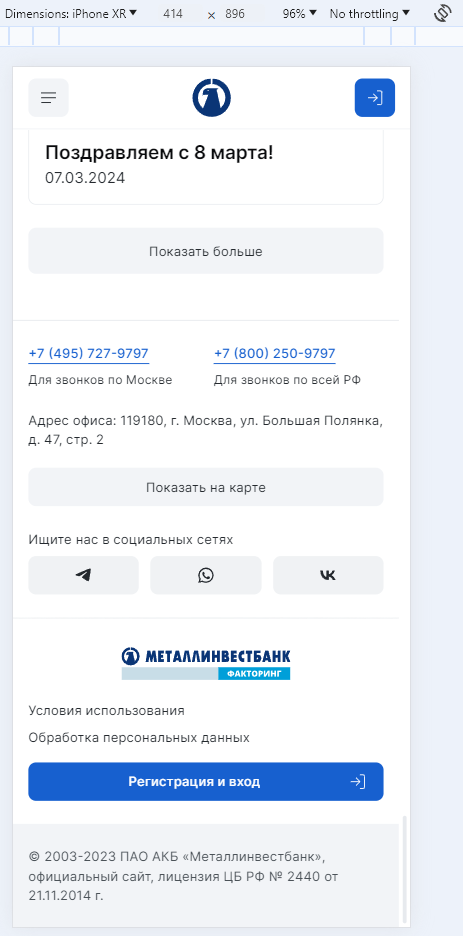 Dimensions: iPhone XR 414 x 896 96% No throttling
Поздравляем с 8 марта!
07.03.2024
Показать больше
+7 (495) 727-9797 +7 (800) 250-9797
Для звонков по Москве Для звонков по всей РФ
Адрес офиса: 119180, г. Москва, ул. Большая Полянка,
д. 47, стр. 2
Показать на карте
Ищите нас в социальных сетях
МЕТАЛЛИНВЕСТБАНК
ФАКТОРИНГ
Условия использования
Обработка персональных данных
Регистрация и вход
© 2003-2023 ПАО АКБ «Металлинвестбанк»,
официальный сайт, лицензия ЦБ РФ № 2440 от
21.11.2014 г.